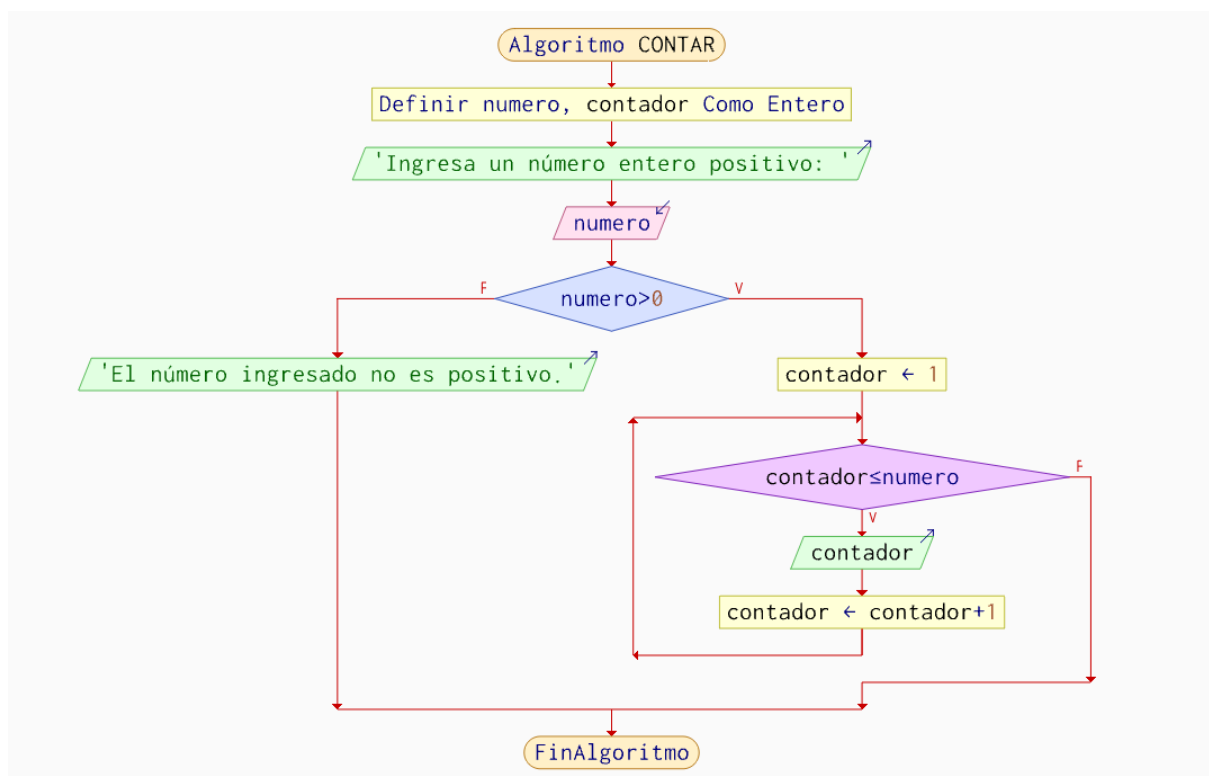 Algoritmo CONTAR
Definir numero, contador Como Entero
'Ingresa un número entero positivo: '
numero
numero>0
F
V
'El número ingresado no es positivo.'
contador ← 1
contador≤numero
F
V
contador
contador ← contador+1
FinAlgoritmo